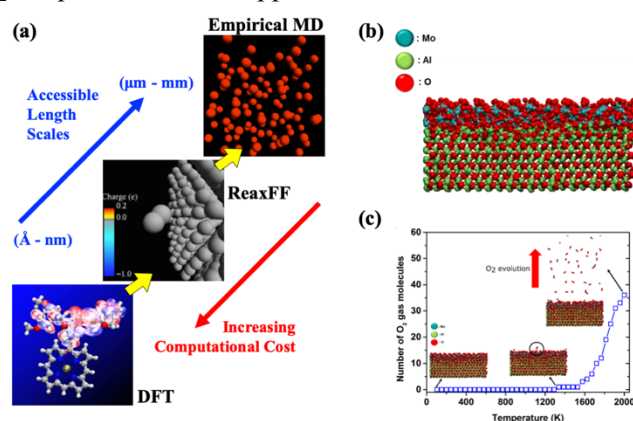 (a)
Empirical MD
(μm - mm)
Accessible
Length
Scales
Charge (e)
0.2
0.0
-1.0
ReaxFF
(Å - nm)
Increasing
Computational Cost
DFT
(b)
: Mo
: Al
: O
(c)
Number of O2 gas molecules
60
50
40
30
20
10
0
O2 evolution
0
400
800
1200
1600
2000
Temperature (K)